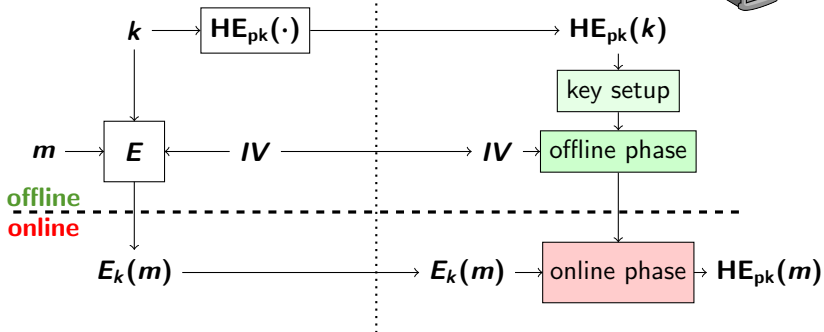 k HE_pk(·) HE_pk(k)
key setup
m E IV IV offline phase
offline
online
E_k(m) E_k(m) online phase HE_pk(m)